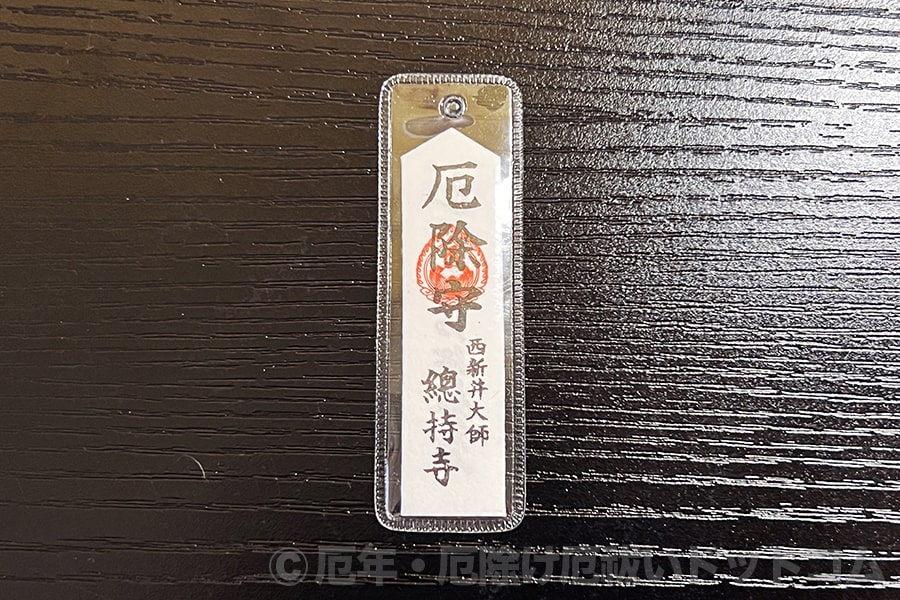 厄除守
西新井大師
總持寺
© 厄年・厄除け厄祓いドットコム